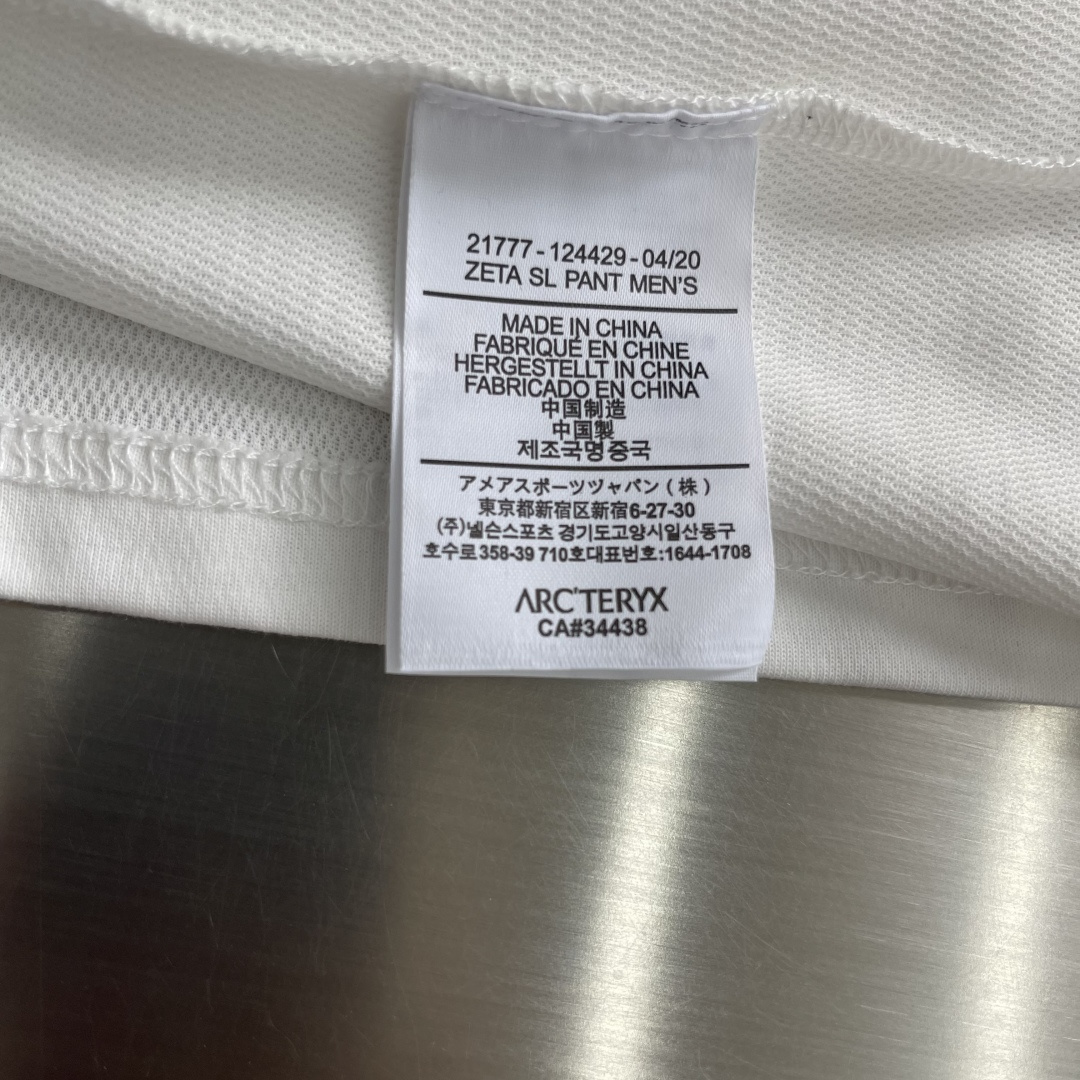 21777-124429-04/20
ZETA SL PANT MEN'S
MADE IN CHINA
FABRIQUÉ EN CHINE
HERGESTELLT IN CHINA
FABRICADO EN CHINA
中国制造
中国製
제조국명중국
アメアスポーツツャパン(株)
東京都新宿区新宿6-27-30
(주)넬슨스포츠 경기도고양시일산동구
호수로358-39 710호대표번호:1644-1708
ARC'TERYX
CA#34438